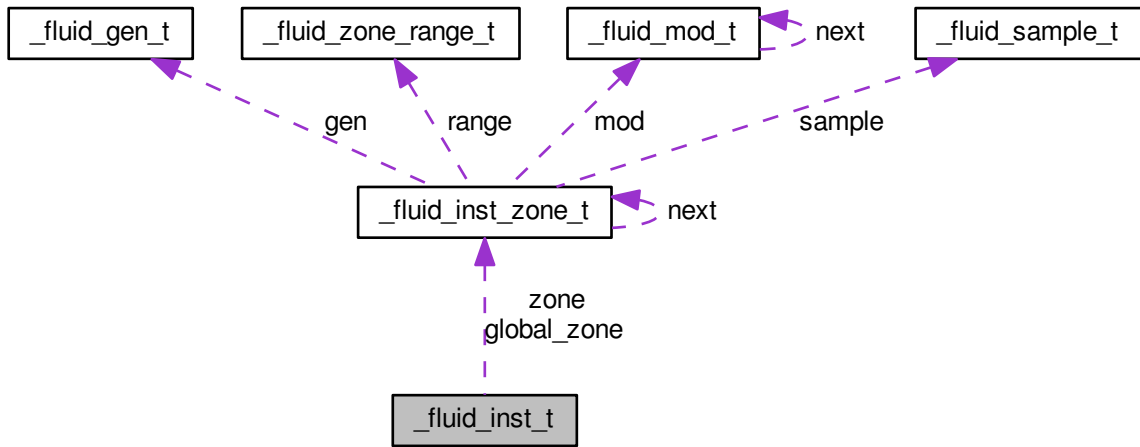 _fluid_gen_t
_fluid_zone_range_t
_fluid_mod_t
next
_fluid_sample_t
gen
range
mod
sample
_fluid_inst_zone_t
next
zone
global_zone
_fluid_inst_t